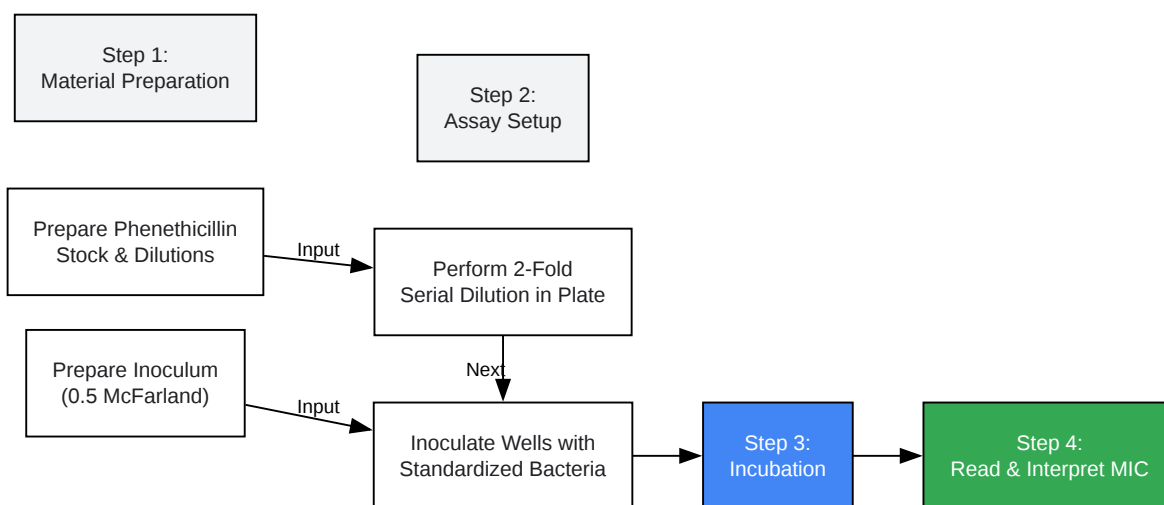 Step 1:
Material Preparation
Step 2:
Assay Setup
Prepare Phenethicillin
Stock & Dilutions
Input
Perform 2-Fold
Serial Dilution in Plate
Prepare Inoculum
(0.5 McFarland)
Input
Next
Inoculate Wells with
Standardized Bacteria
Step 3:
Incubation
Step 4:
Read & Interpret MIC